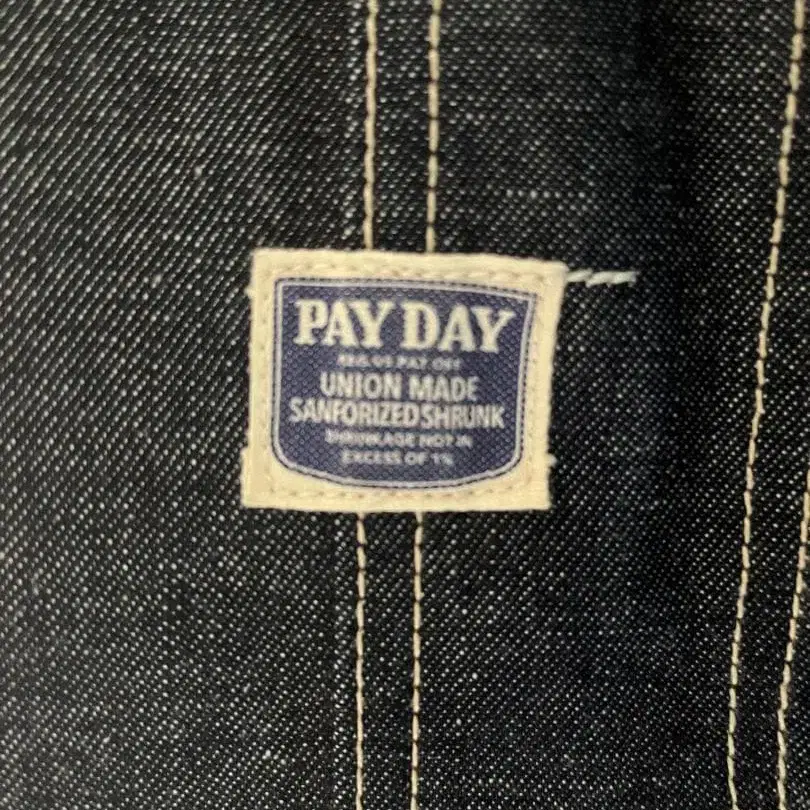 PAY DAY
REG. US PAT. OFF.
UNION MADE
SANFORIZED SHRUNK
SHRINKAGE NOT IN
EXCESS OF 1%